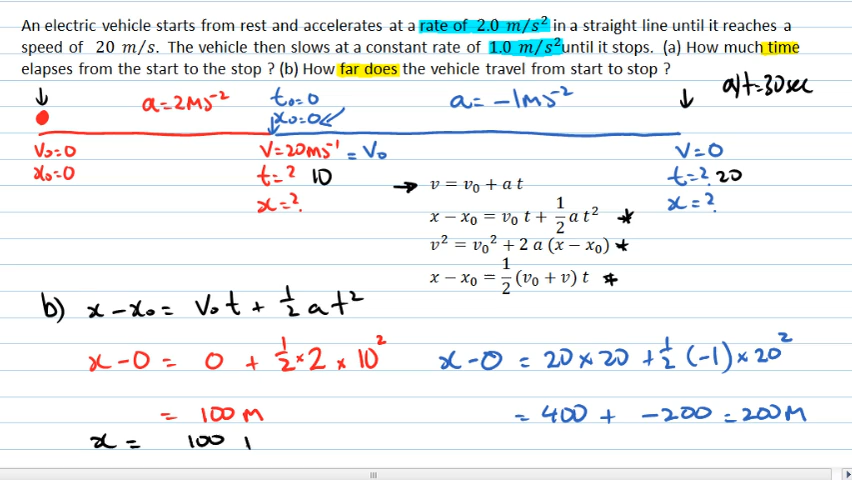 An electric vehicle starts from rest and accelerates at a rate of 2.0 m/s² in a straight line until it reaches a
speed of 20 m/s. The vehicle then slows at a constant rate of 1.0 m/s² until it stops. (a) How much time
elapses from the start to the stop ? (b) How far does the vehicle travel from start to stop ?
a) t=30sec
a=2ms⁻² t₀=0 a= -1ms⁻²
x₀=0
v₀=0 v=20ms⁻¹ = v₀ v=0
x₀=0 t=? 10 t=? 20
x=? x=?
v = v₀ + a t
x − x₀ = v₀ t + 1/2 a t²
v² = v₀² + 2 a (x − x₀)
x − x₀ = 1/2 (v₀ + v) t
b) x-x₀ = v₀t + 1/2 at²
x-0 = 0 + 1/2 × 2 × 10² x-0 = 20×20 + 1/2 (-1) × 20²
= 100 M = 400 + -200 = 200M
x = 100